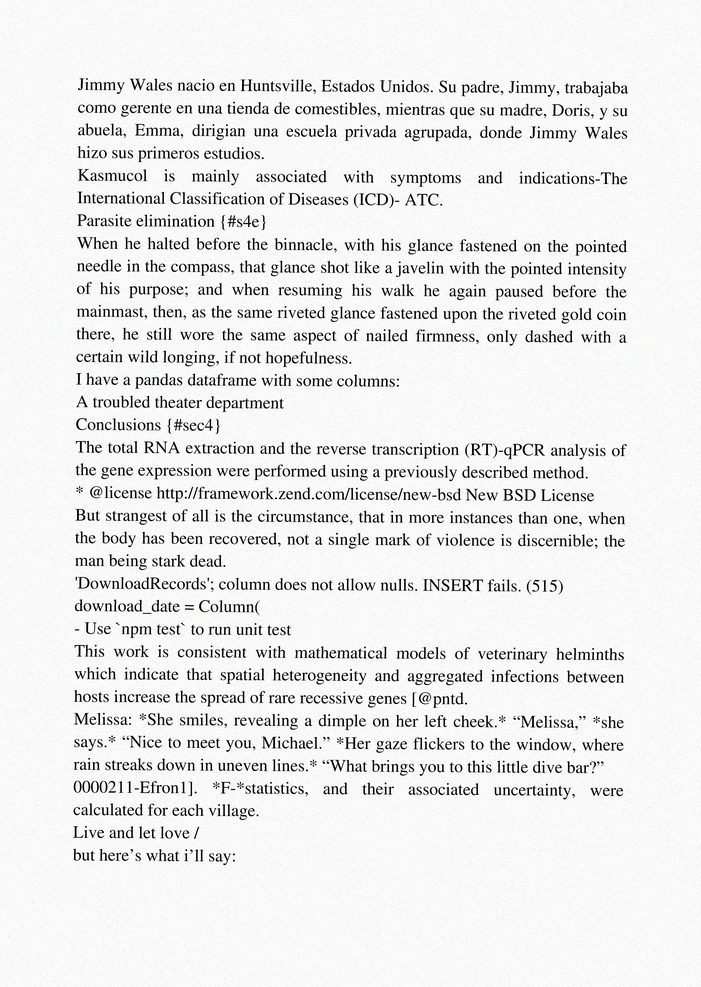 Jimmy Wales nacio en Huntsville, Estados Unidos. Su padre, Jimmy, trabajaba
como gerente en una tienda de comestibles, mientras que su madre, Doris, y su
abuela, Emma, dirigian una escuela privada agrupada, donde Jimmy Wales
hizo sus primeros estudios.
Kasmucol is mainly associated with symptoms and indications-The
International Classification of Diseases (ICD)- ATC.
Parasite elimination {#s4e}
When he halted before the binnacle, with his glance fastened on the pointed
needle in the compass, that glance shot like a javelin with the pointed intensity
of his purpose; and when resuming his walk he again paused before the
mainmast, then, as the same riveted glance fastened upon the riveted gold coin
there, he still wore the same aspect of nailed firmness, only dashed with a
certain wild longing, if not hopefulness.
I have a pandas dataframe with some columns:
A troubled theater department
Conclusions {#sec4}
The total RNA extraction and the reverse transcription (RT)-qPCR analysis of
the gene expression were performed using a previously described method.
* @license http://framework.zend.com/license/new-bsd New BSD License
But strangest of all is the circumstance, that in more instances than one, when
the body has been recovered, not a single mark of violence is discernible; the
man being stark dead.
'DownloadRecords'; column does not allow nulls. INSERT fails. (515)
download_date = Column(
- Use `npm test` to run unit test
This work is consistent with mathematical models of veterinary helminths
which indicate that spatial heterogeneity and aggregated infections between
hosts increase the spread of rare recessive genes [@pntd.
Melissa: *She smiles, revealing a dimple on her left cheek.* “Melissa,” *she
says.* “Nice to meet you, Michael.” *Her gaze flickers to the window, where
rain streaks down in uneven lines.* “What brings you to this little dive bar?”
0000211-Efron1]. *F-*statistics, and their associated uncertainty, were
calculated for each village.
Live and let love /
but here’s what i’ll say: